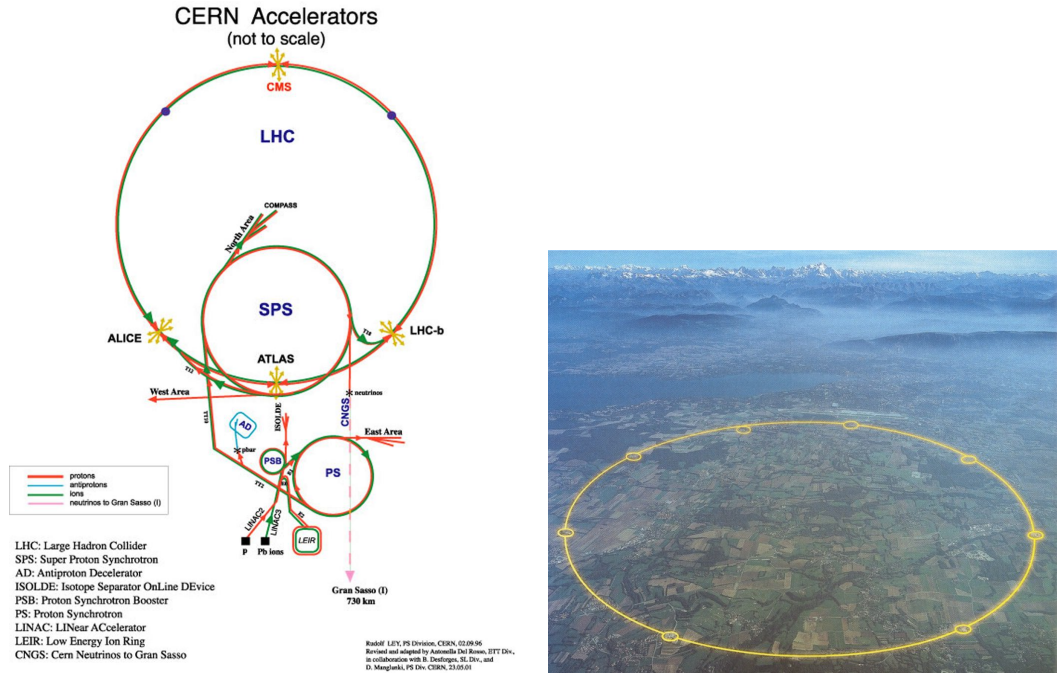 CERN Accelerators
(not to scale)
CMS
LHC
COMPASS
North Area
SPS
TI8
ALICE
LHC-b
ATLAS
TI2
West Area
neutrinos
CNGS
ISOLDE
TT10
AD
East Area
pbar
PSB
PS
TT2
E2
LINAC2
LINAC3
LEIR
P
Pb ions
protons
antiprotons
ions
neutrinos to Gran Sasso (I)
Gran Sasso (I)
730 km
LHC: Large Hadron Collider
SPS: Super Proton Synchrotron
AD: Antiproton Decelerator
ISOLDE: Isotope Separator OnLine DEvice
PSB: Proton Synchrotron Booster
PS: Proton Synchrotron
LINAC: LINear ACcelerator
LEIR: Low Energy Ion Ring
CNGS: Cern Neutrinos to Gran Sasso
Rudolf LEY, PS Division, CERN, 02.09.96
Revised and adapted by Antonella Del Rosso, ETT Div.,
in collaboration with B. Desforges, SL Div., and
D. Manglunki, PS Div. CERN, 23.05.01